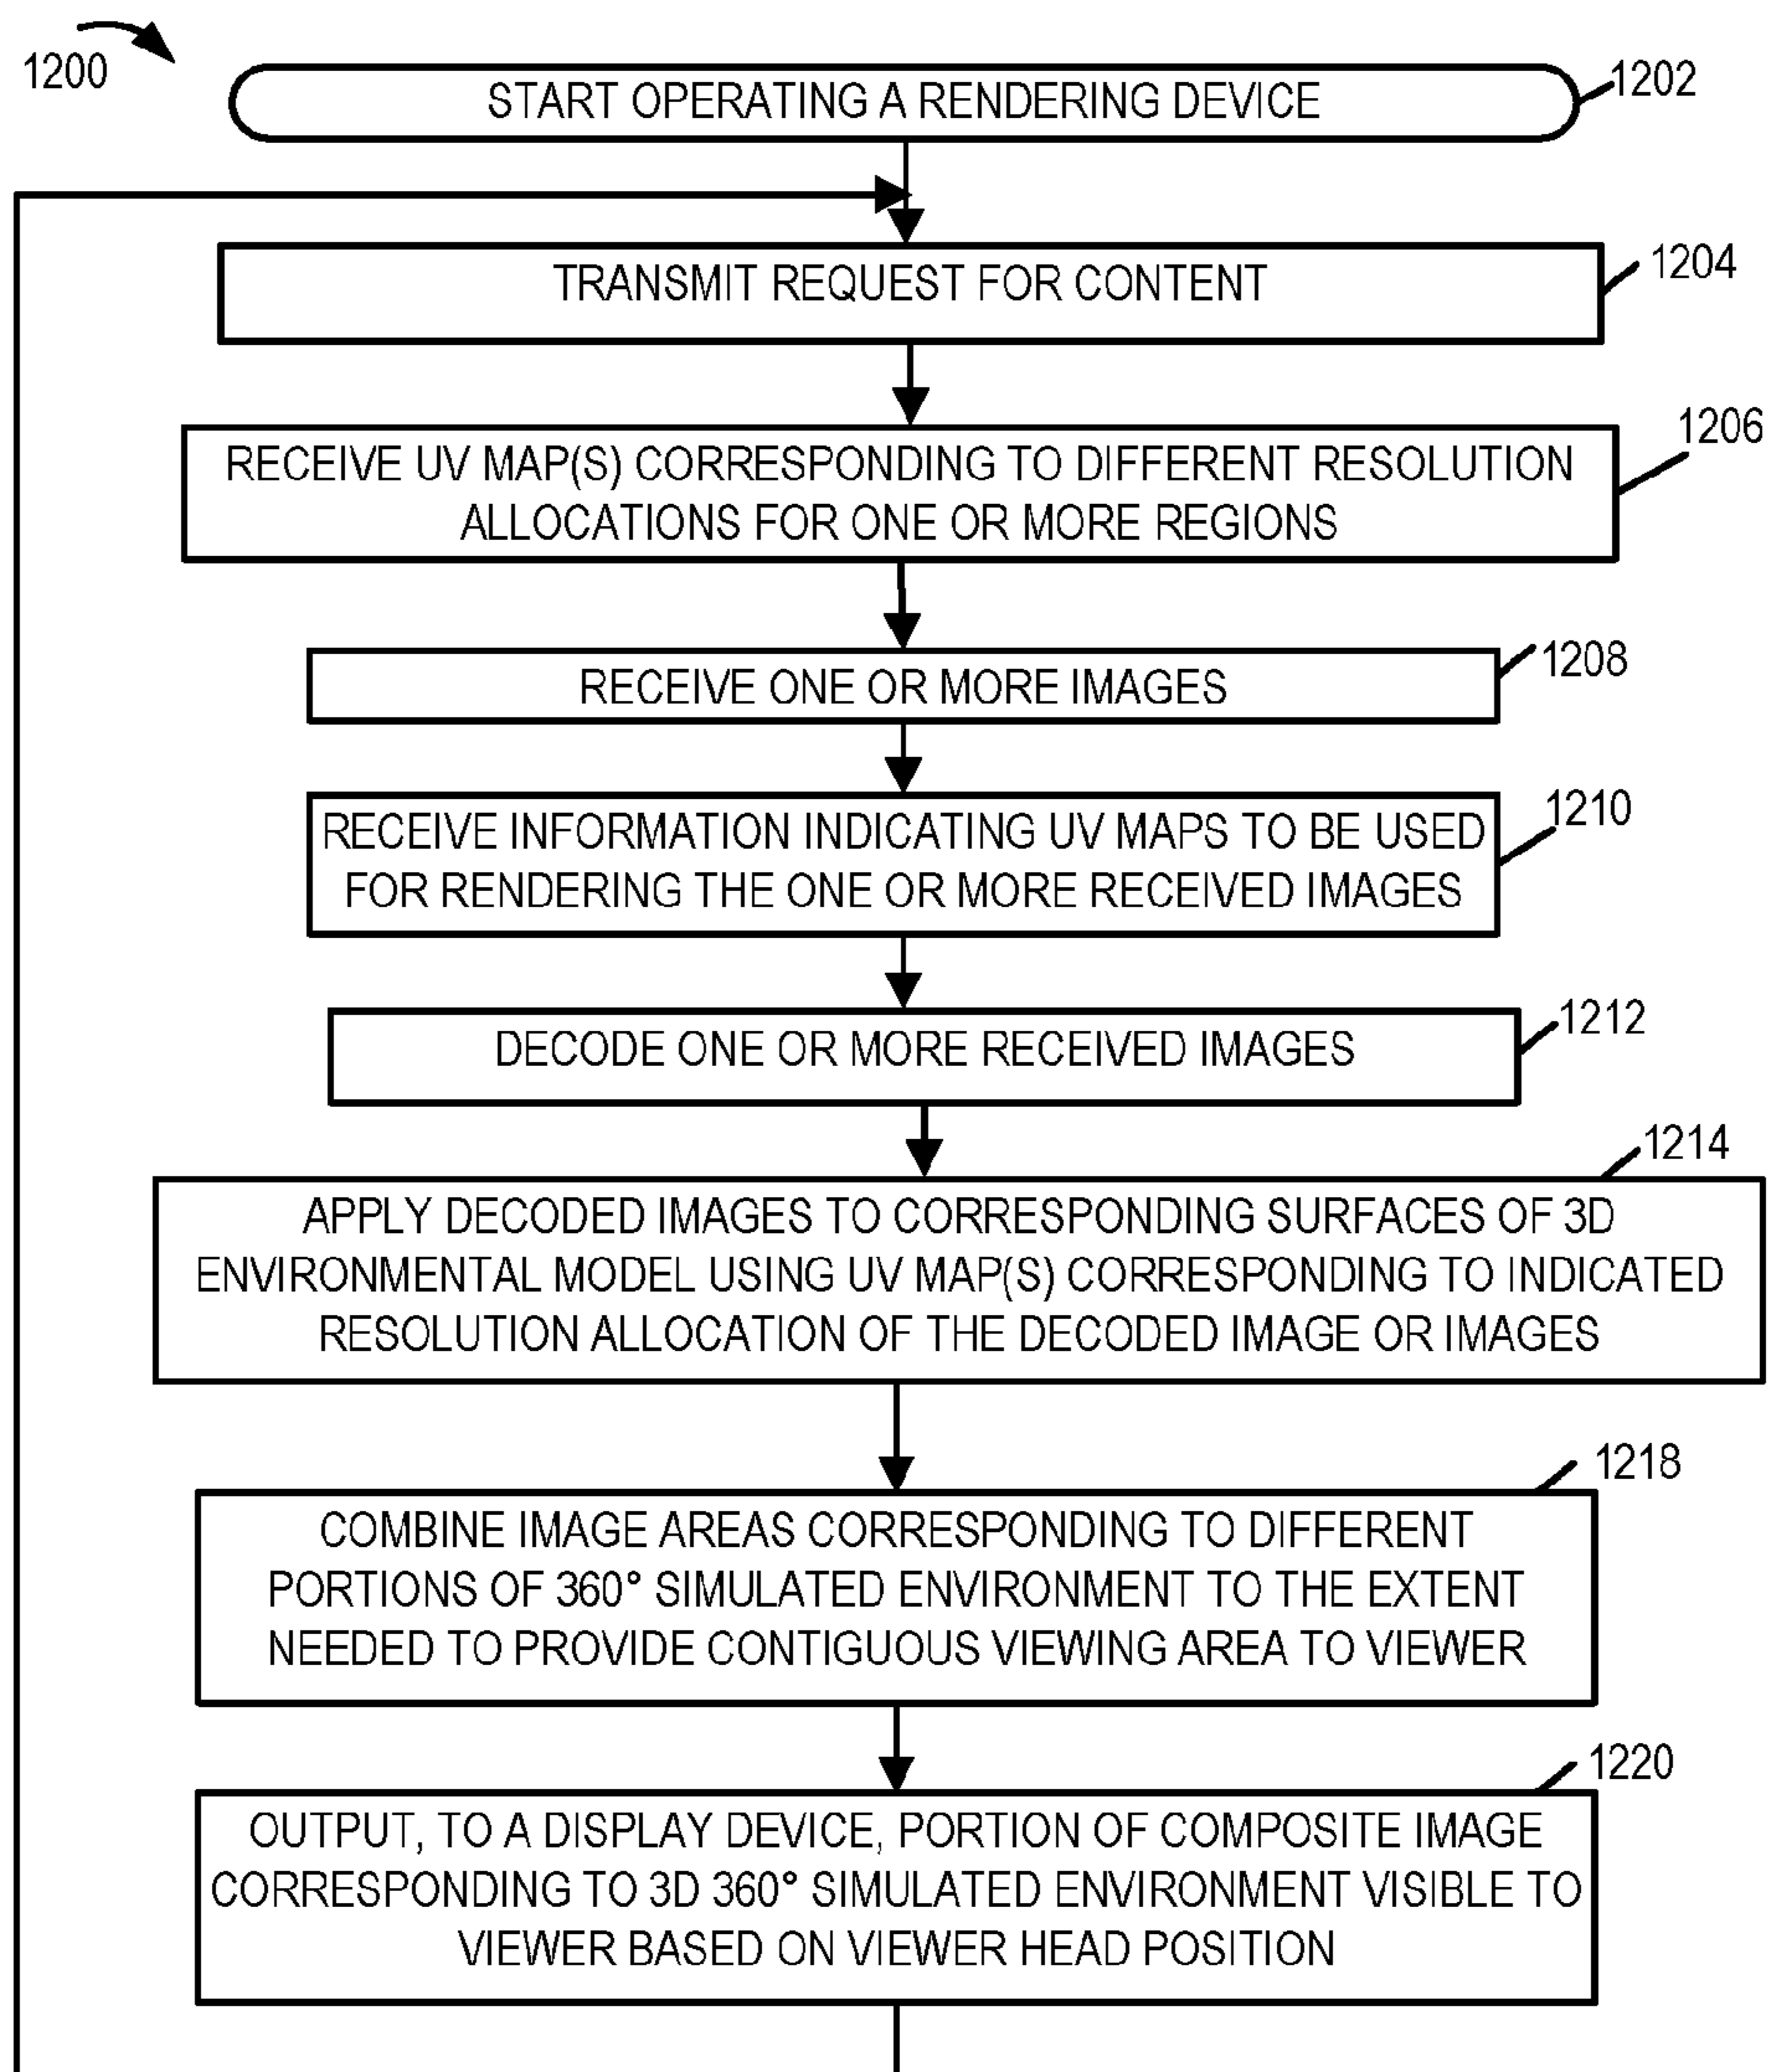 1200
START OPERATING A RENDERING DEVICE
1202
TRANSMIT REQUEST FOR CONTENT
1204
RECEIVE UV MAP(S) CORRESPONDING TO DIFFERENT RESOLUTION
ALLOCATIONS FOR ONE OR MORE REGIONS
1206
RECEIVE ONE OR MORE IMAGES
1208
RECEIVE INFORMATION INDICATING UV MAPS TO BE USED
FOR RENDERING THE ONE OR MORE RECEIVED IMAGES
1210
DECODE ONE OR MORE RECEIVED IMAGES
1212
APPLY DECODED IMAGES TO CORRESPONDING SURFACES OF 3D
ENVIRONMENTAL MODEL USING UV MAP(S) CORRESPONDING TO INDICATED
RESOLUTION ALLOCATION OF THE DECODED IMAGE OR IMAGES
1214
COMBINE IMAGE AREAS CORRESPONDING TO DIFFERENT
PORTIONS OF 360° SIMULATED ENVIRONMENT TO THE EXTENT
NEEDED TO PROVIDE CONTIGUOUS VIEWING AREA TO VIEWER
1218
OUTPUT, TO A DISPLAY DEVICE, PORTION OF COMPOSITE IMAGE
CORRESPONDING TO 3D 360° SIMULATED ENVIRONMENT VISIBLE TO
VIEWER BASED ON VIEWER HEAD POSITION
1220